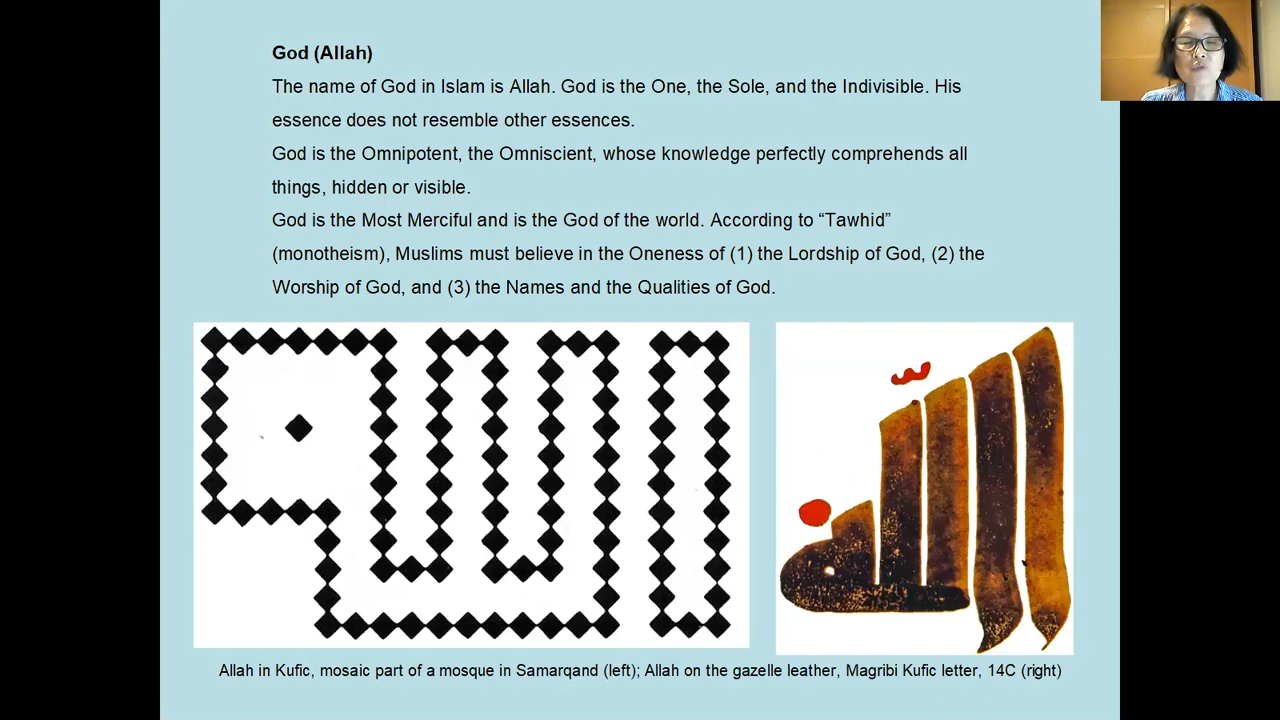 God (Allah)
The name of God in Islam is Allah. God is the One, the Sole, and the Indivisible. His
essence does not resemble other essences.
God is the Omnipotent, the Omniscient, whose knowledge perfectly comprehends all
things, hidden or visible.
God is the Most Merciful and is the God of the world. According to “Tawhid”
(monotheism), Muslims must believe in the Oneness of (1) the Lordship of God, (2) the
Worship of God, and (3) the Names and the Qualities of God.
الله
الله
Allah in Kufic, mosaic part of a mosque in Samarqand (left); Allah on the gazelle leather, Magribi Kufic letter, 14C (right)